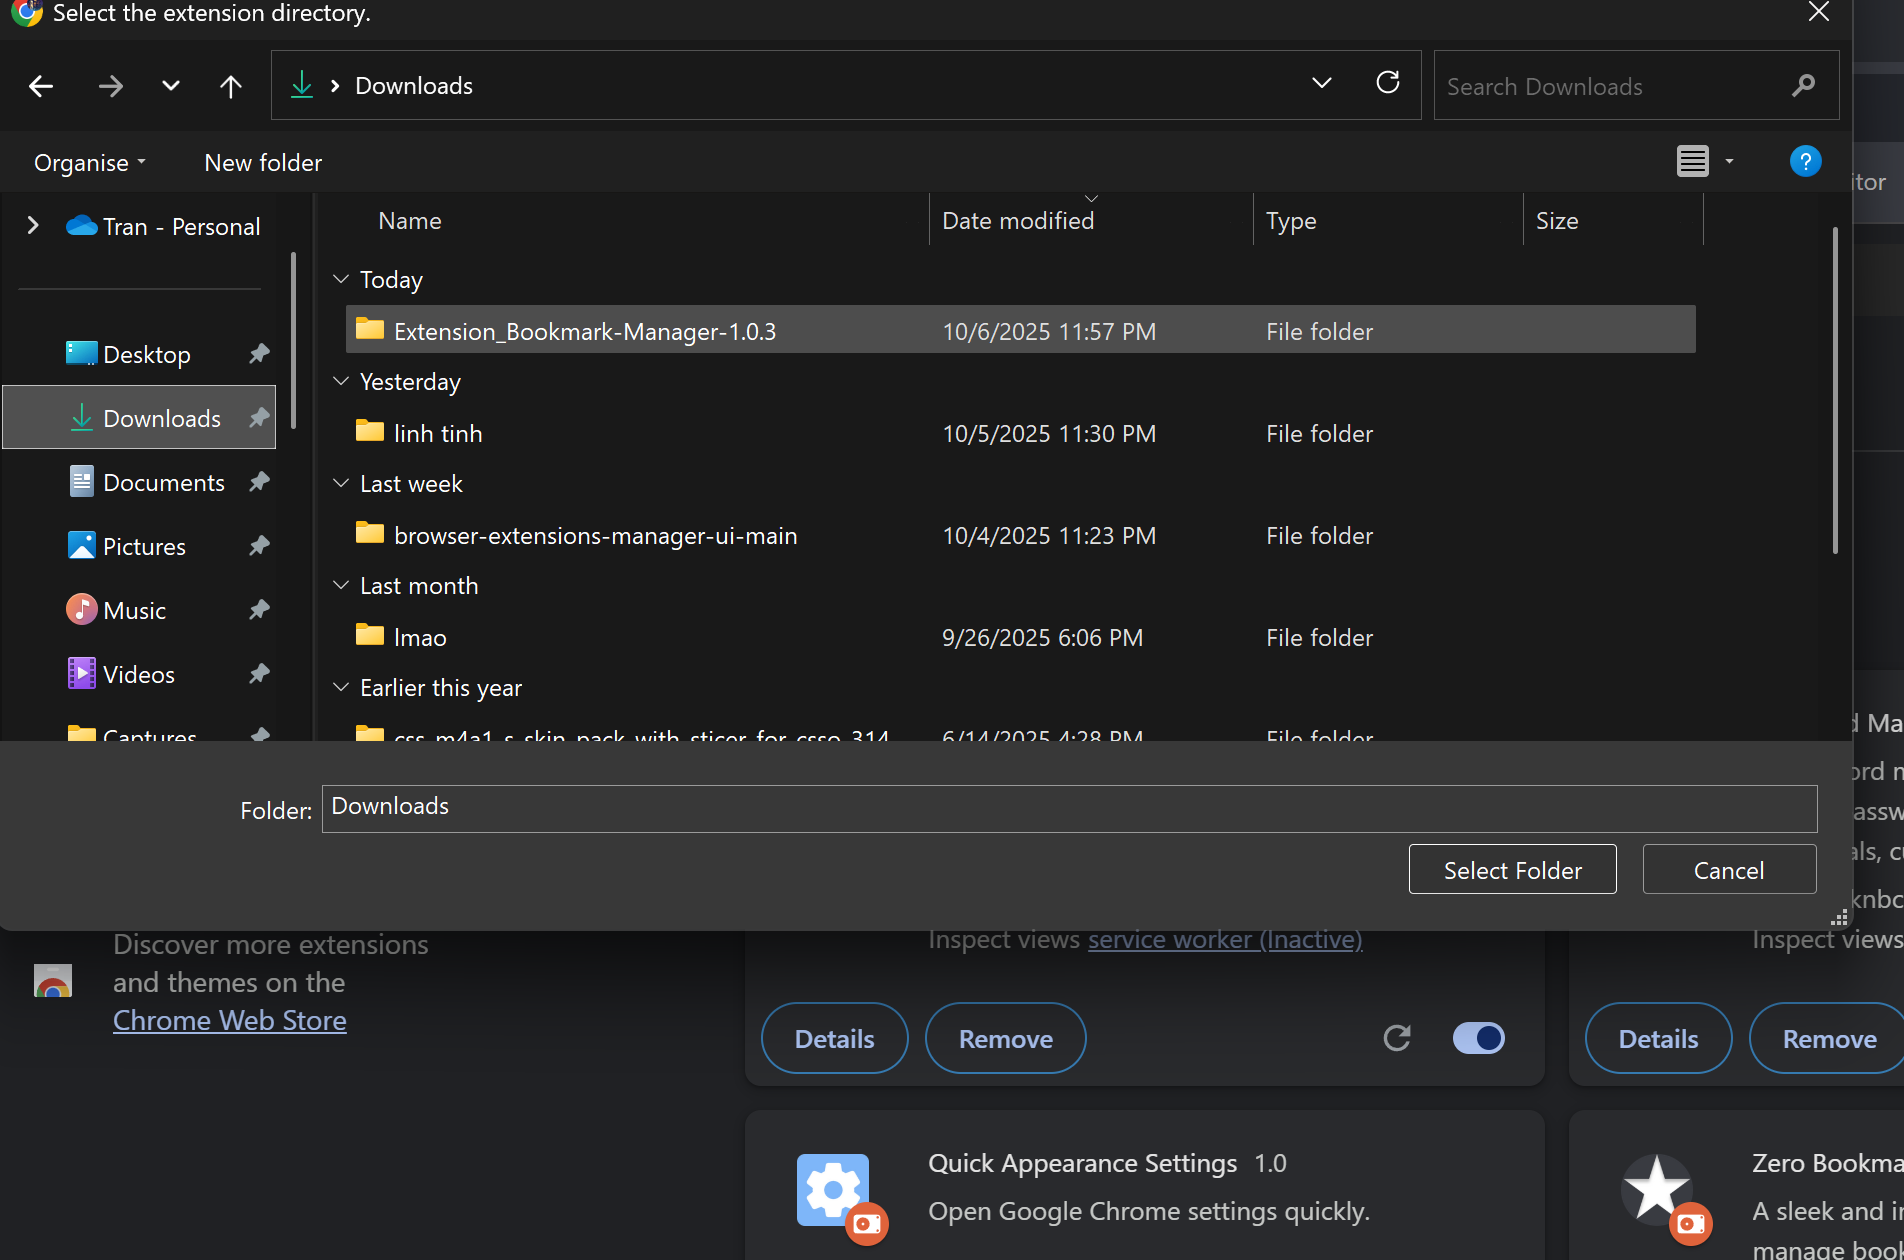 Select the extension directory.
Downloads
Search Downloads
Organise
New folder
Tran - Personal
Desktop
Downloads
Documents
Pictures
Music
Videos
Captures
Name
Date modified
Type
Size
Today
Extension_Bookmark-Manager-1.0.3 10/6/2025 11:57 PM File folder
Yesterday
linh tinh 10/5/2025 11:30 PM File folder
Last week
browser-extensions-manager-ui-main 10/4/2025 11:23 PM File folder
Last month
lmao 9/26/2025 6:06 PM File folder
Earlier this year
css_m4a1_s_skin_pack_with_sticer_for_csso_314 6/14/2025 4:28 PM File folder
Folder: Downloads
Select Folder
Cancel
Discover more extensions
and themes on the
Chrome Web Store
Inspect views service worker (Inactive)
Details
Remove
Quick Appearance Settings 1.0
Open Google Chrome settings quickly.
itor
d Ma
ord m
assw
als, cu
knbc
Inspect views
Details
Remove
Zero Bookma
A sleek and in
manage book